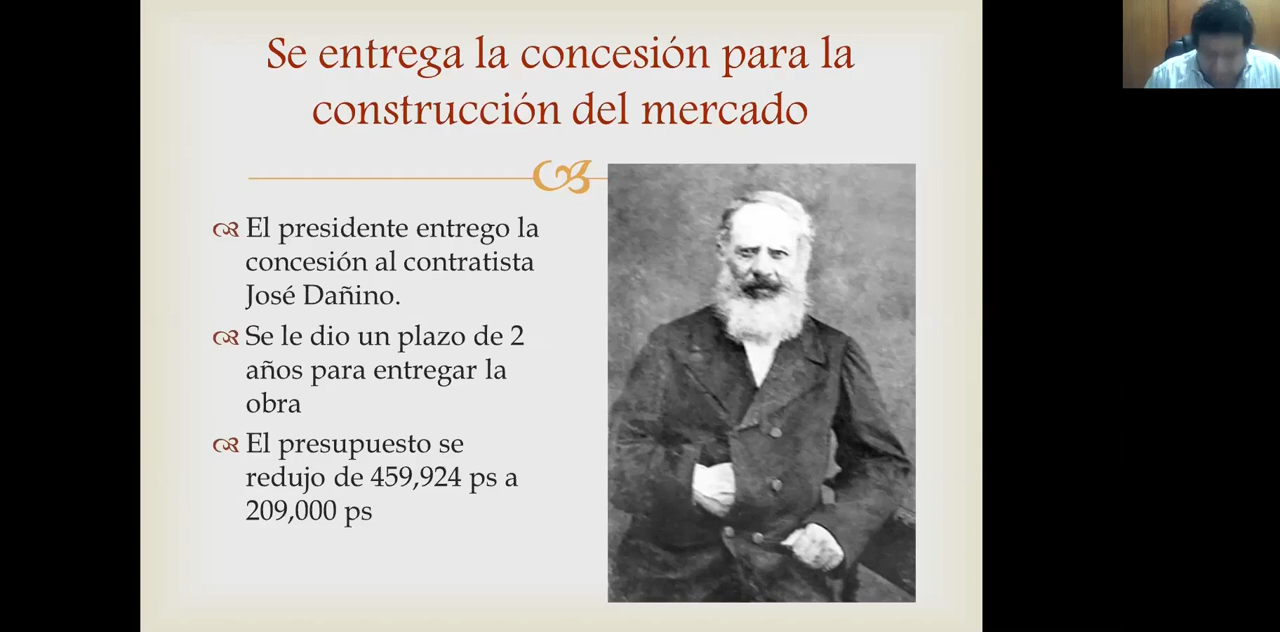 Se entrega la concesión para la
construcción del mercado
El presidente entrego la
concesión al contratista
José Dañino.
Se le dio un plazo de 2
años para entregar la
obra
El presupuesto se
redujo de 459,924 ps a
209,000 ps